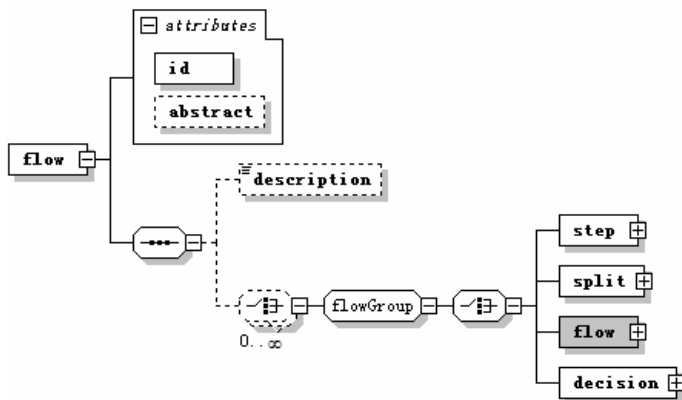 attributes
id
abstract
flow
description
step
split
flowGroup
flow
0..∞
decision